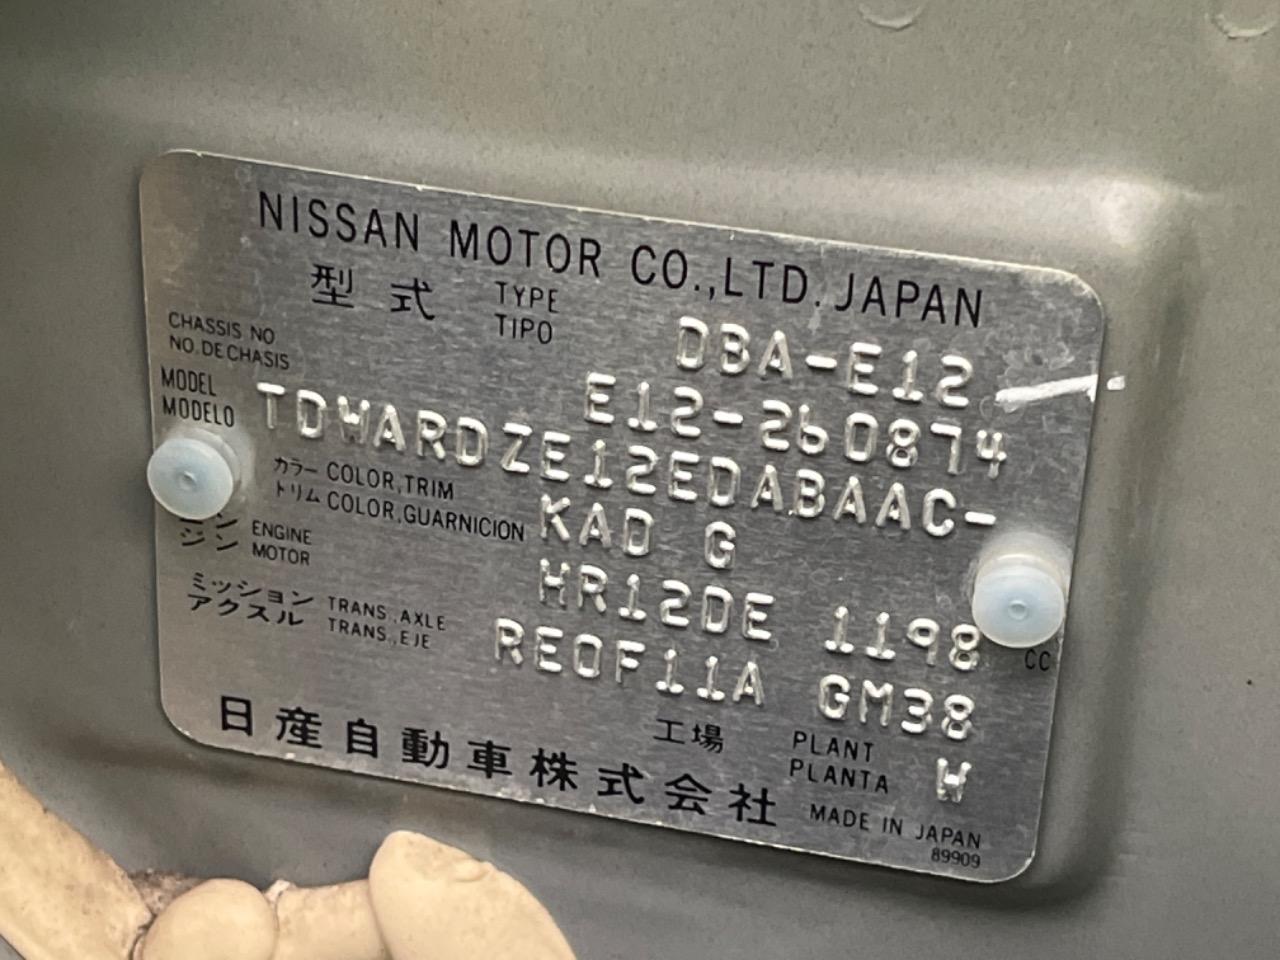 NISSAN MOTOR CO.,LTD. JAPAN
型式 TYPE TIPO DBA-E12
CHASSIS NO
NO. DE CHASIS E12-260874
MODEL
MODELO TDWARDZE12EDABAAC-
カラー COLOR,TRIM
トリム COLOR,GUARNICION KAD G
ENGINE
ジン MOTOR HR12DE 1198 CC
ミッション TRANS.,AXLE
アクスル TRANS.,EJE RE0F11A GM38
工場 PLANT
PLANTA W
日産自動車株式会社
MADE IN JAPAN
89909